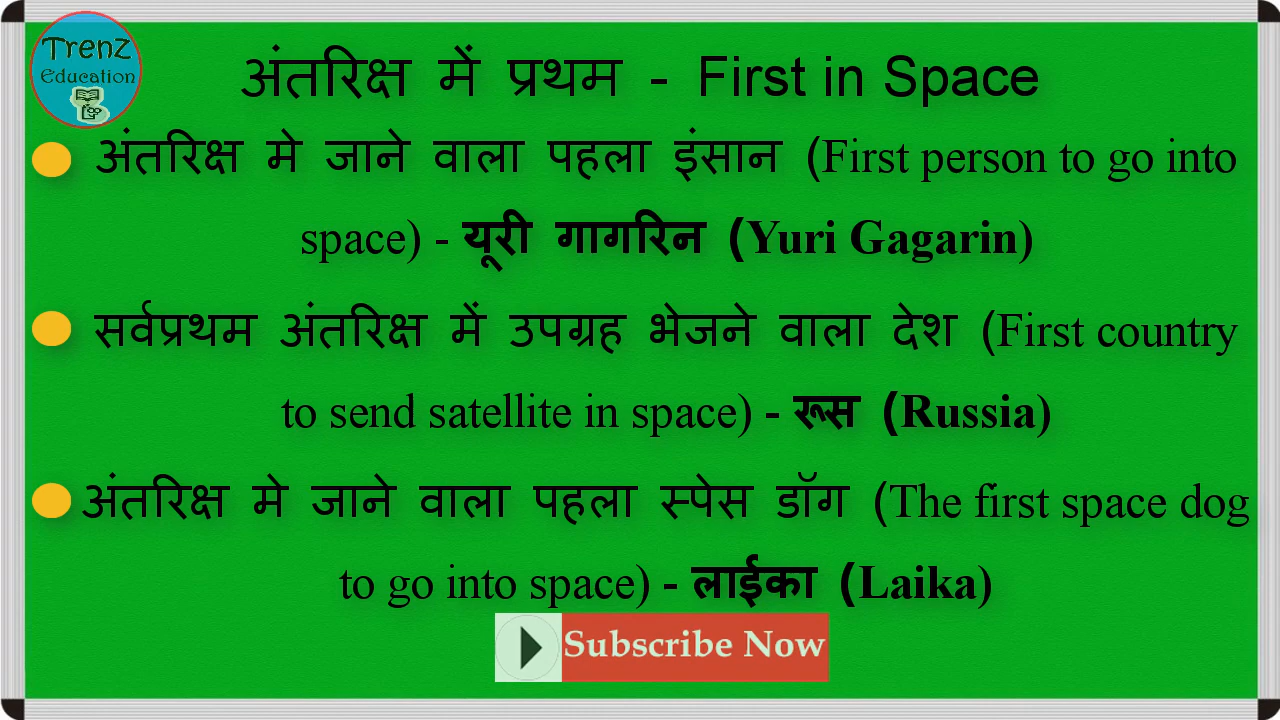 TrenZ
Education
अंतरिक्ष में प्रथम - First in Space
अंतरिक्ष मे जाने वाला पहला इंसान (First person to go into
space) - यूरी गागरिन (Yuri Gagarin)
सर्वप्रथम अंतरिक्ष में उपग्रह भेजने वाला देश (First country
to send satellite in space) - रूस (Russia)
अंतरिक्ष मे जाने वाला पहला स्पेस डॉग (The first space dog
to go into space) - लाईका (Laika)
Subscribe Now